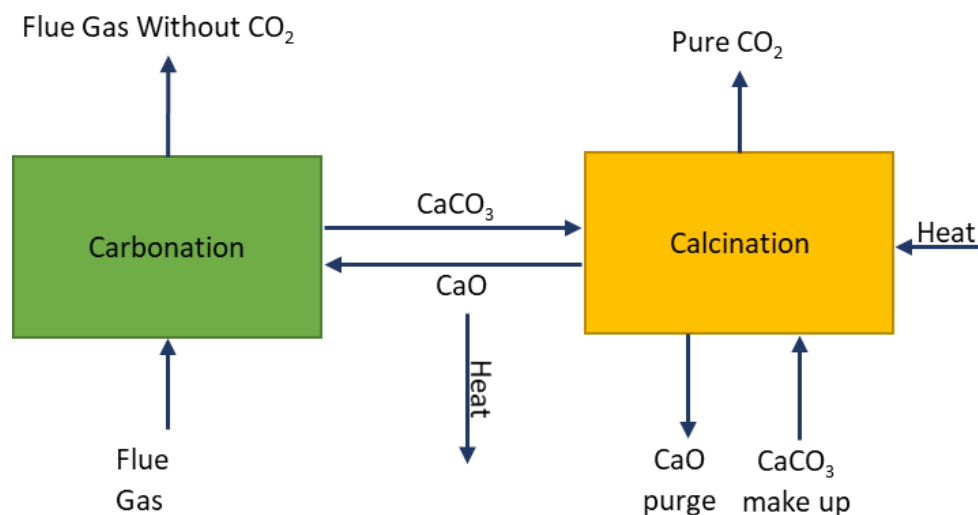 Flue Gas Without CO₂
Pure CO₂
CaCO₃
Carbonation
Calcination
Heat
CaO
Heat
Flue
Gas
CaO
purge
CaCO₃
make up